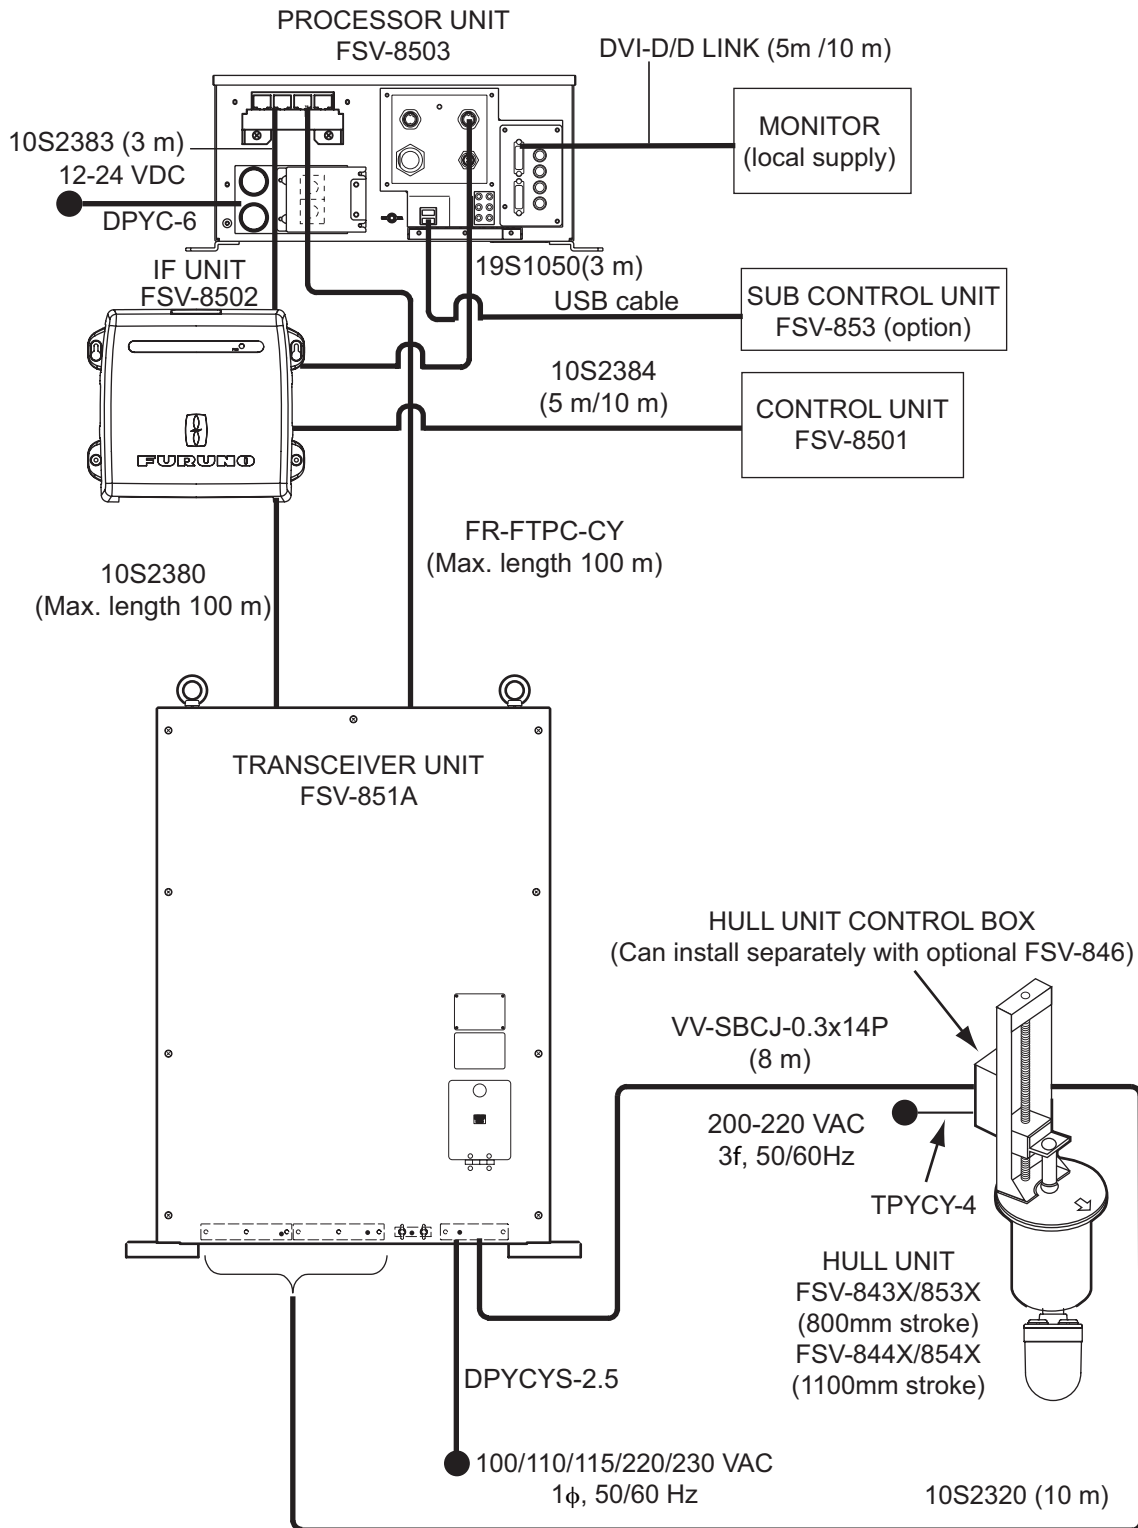 PROCESSOR UNIT
FSV-8503
DVI-D/D LINK (5m /10 m)
MONITOR
(local supply)
10S2383 (3 m)
12-24 VDC
DPYC-6
IF UNIT
FSV-8502
19S1050(3 m)
USB cable
SUB CONTROL UNIT
FSV-853 (option)
10S2384
(5 m/10 m)
CONTROL UNIT
FSV-8501
FURUNO
FR-FTPC-CY
(Max. length 100 m)
10S2380
(Max. length 100 m)
TRANSCEIVER UNIT
FSV-851A
HULL UNIT CONTROL BOX
(Can install separately with optional FSV-846)
VV-SBCJ-0.3x14P
(8 m)
200-220 VAC
3f, 50/60Hz
TPYCY-4
HULL UNIT
FSV-843X/853X
(800mm stroke)
FSV-844X/854X
(1100mm stroke)
DPYCYS-2.5
100/110/115/220/230 VAC
1ϕ, 50/60 Hz
10S2320 (10 m)